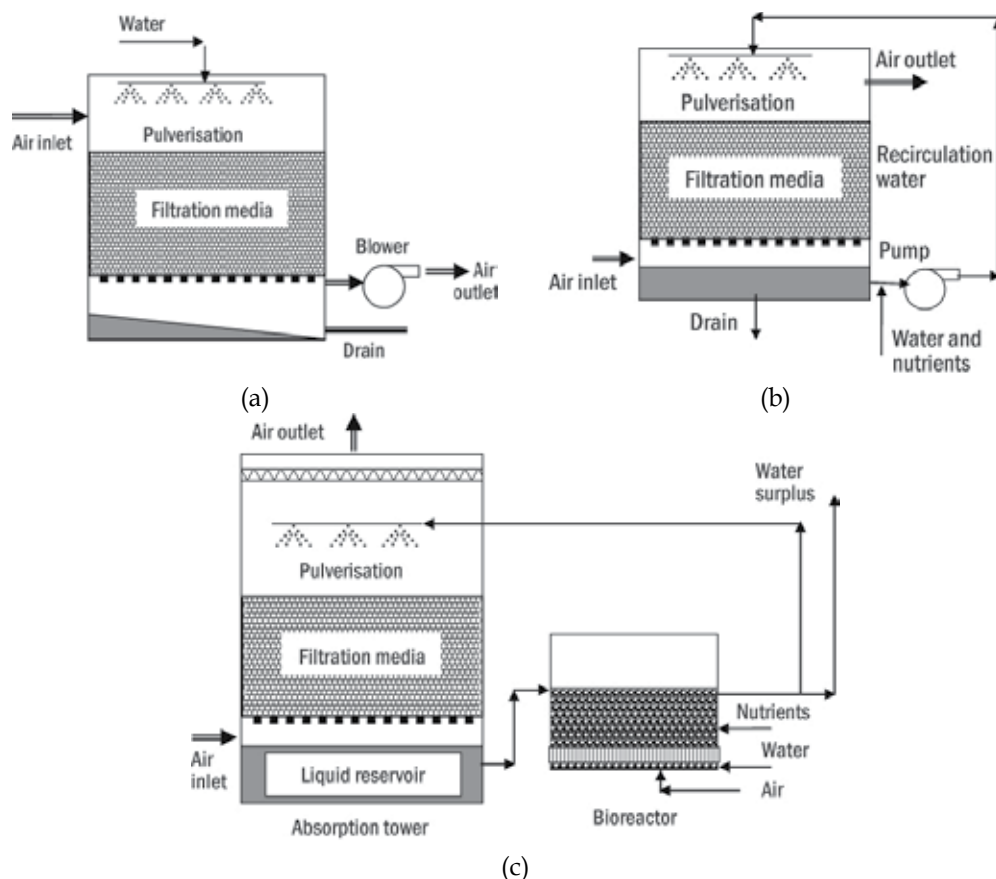 Water
Air inlet
Pulverisation
Filtration media
Blower
Air
outlet
Drain
(a)
Air outlet
Pulverisation
Recirculation
water
Filtration media
Pump
Air inlet
Drain
Water and
nutrients
(b)
Air outlet
Water
surplus
Pulverisation
Filtration media
Nutrients
Water
Air
inlet
Liquid reservoir
Air
Absorption tower
Bioreactor
(c)